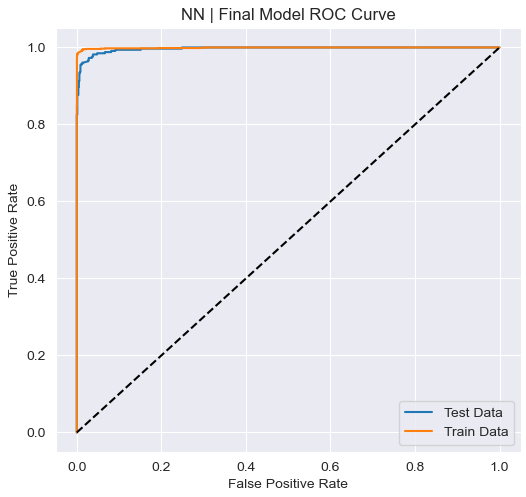 NN | Final Model ROC Curve
1.0
0.8
0.6
0.4
0.2
0.0
True Positive Rate
Test Data
Train Data
0.0 0.2 0.4 0.6 0.8 1.0
False Positive Rate